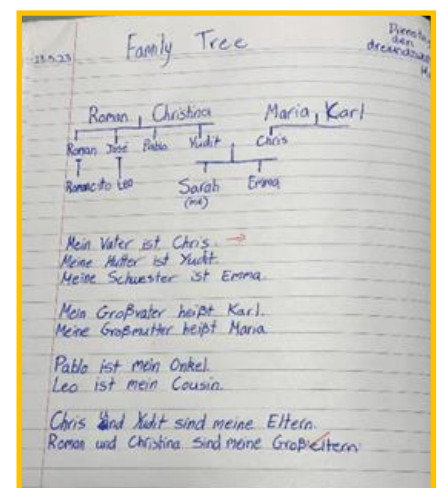 Family Tree
23.5.23
Dienstag
den
Roman Christina Maria Karl
Roman José Pablo Yudit Chris
Romancito Leo
Sarah Emma
(me)
Mein Vater ist Chris. →
Meine Mutter ist Yudit.
Meine Schwester ist Emma.
Mein Großvater heißt Karl.
Meine Großmutter heißt Maria.
Pablo ist mein Onkel.
Leo ist mein Cousin.
Chris und Yudit sind meine Eltern.
Roman und Christina sind meine Großeltern.